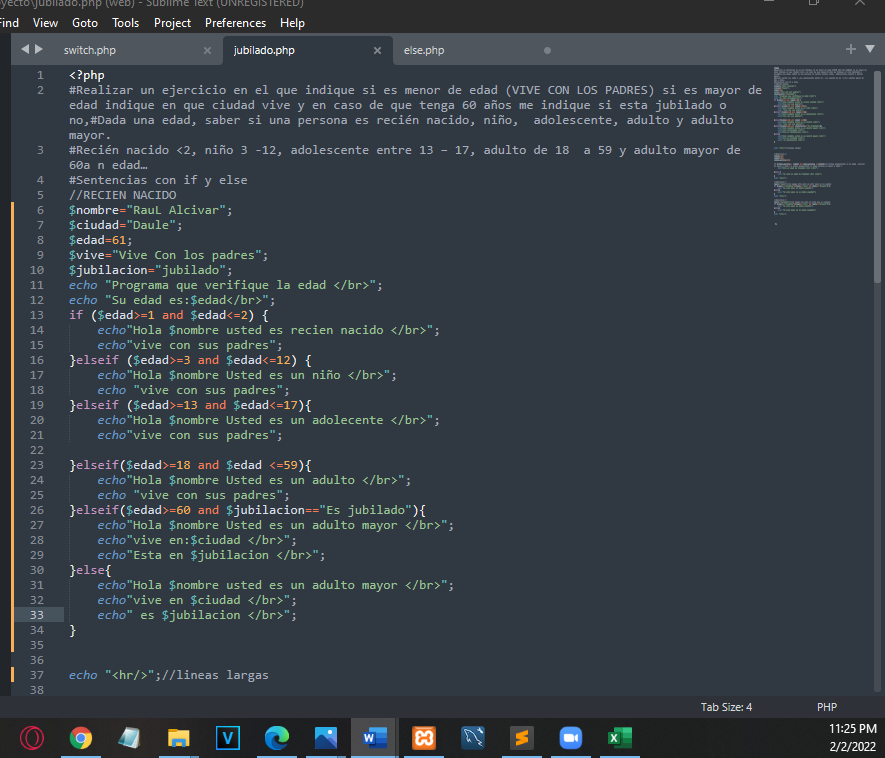 yecto\jubilado.php (web) - Sublime Text (UNREGISTERED)
Find View Goto Tools Project Preferences Help
switch.php × jubilado.php × else.php
1 <?php
2 #Realizar un ejercicio en el que indique si es menor de edad (VIVE CON LOS PADRES) si es mayor de
edad indique en que ciudad vive y en caso de que tenga 60 años me indique si esta jubilado o
no,#Dada una edad, saber si una persona es recién nacido, niño,  adolescente, adulto y adulto
mayor.
3 #Recién nacido <2, niño 3 -12, adolescente entre 13 – 17, adulto de 18  a 59 y adulto mayor de
60a n edad…
4 #Sentencias con if y else
5 //RECIEN NACIDO
6 $nombre="RauL Alcivar";
7 $ciudad="Daule";
8 $edad=61;
9 $vive="Vive Con los padres";
10 $jubilacion="jubilado";
11 echo "Programa que verifique la edad </br>";
12 echo "Su edad es:$edad</br>";
13 if ($edad>=1 and $edad<=2) {
14     echo"Hola $nombre usted es recien nacido </br>";
15     echo"vive con sus padres";
16 }elseif ($edad>=3 and $edad<=12) {
17     echo"Hola $nombre Usted es un niño </br>";
18     echo "vive con sus padres";
19 }elseif ($edad>=13 and $edad<=17){
20     echo"Hola $nombre Usted es un adolecente </br>";
21     echo"vive con sus padres";
22
23 }elseif($edad>=18 and $edad <=59){
24     echo"Hola $nombre Usted es un adulto </br>";
25     echo "vive con sus padres";
26 }elseif($edad>=60 and $jubilacion=="Es jubilado"){
27     echo"Hola $nombre Usted es un adulto mayor </br>";
28     echo"vive en:$ciudad </br>";
29     echo"Esta en $jubilacion </br>";
30 }else{
31     echo"Hola $nombre usted es un adulto mayor </br>";
32     echo"vive en $ciudad </br>";
33     echo" es $jubilacion </br>";
34 }
35
36
37 echo "<hr/>";//lineas largas
38
Tab Size: 4 PHP
11:25 PM
2/2/2022